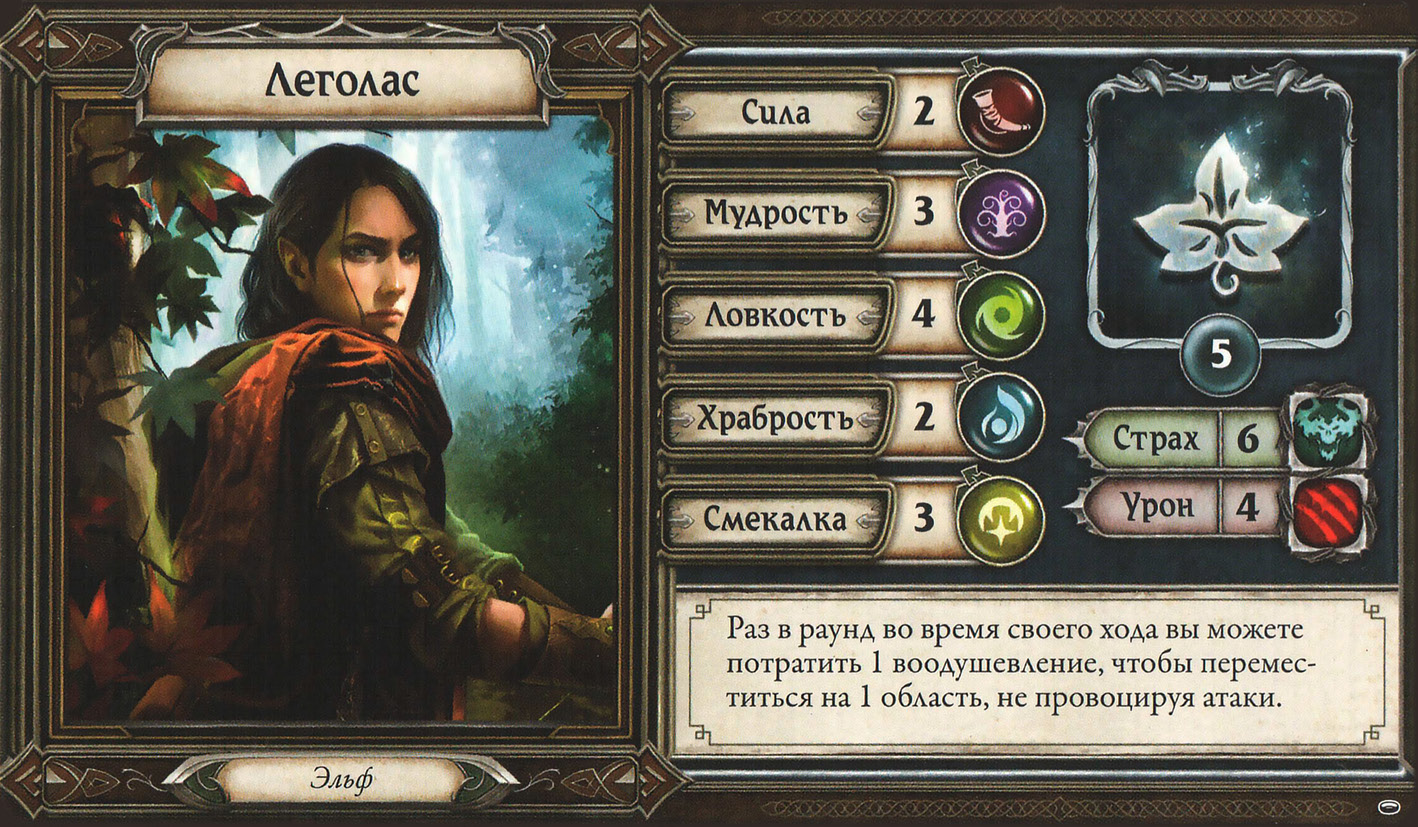 Леголас
Сила 2
Мудрость 3
Ловкость 4
Храбрость 2
Смекалка 3
5
Страх 6
Урон 4
Раз в раунд во время своего хода вы можете
потратить 1 воодушевление, чтобы перемес-
титься на 1 область, не провоцируя атаки.
Эльф